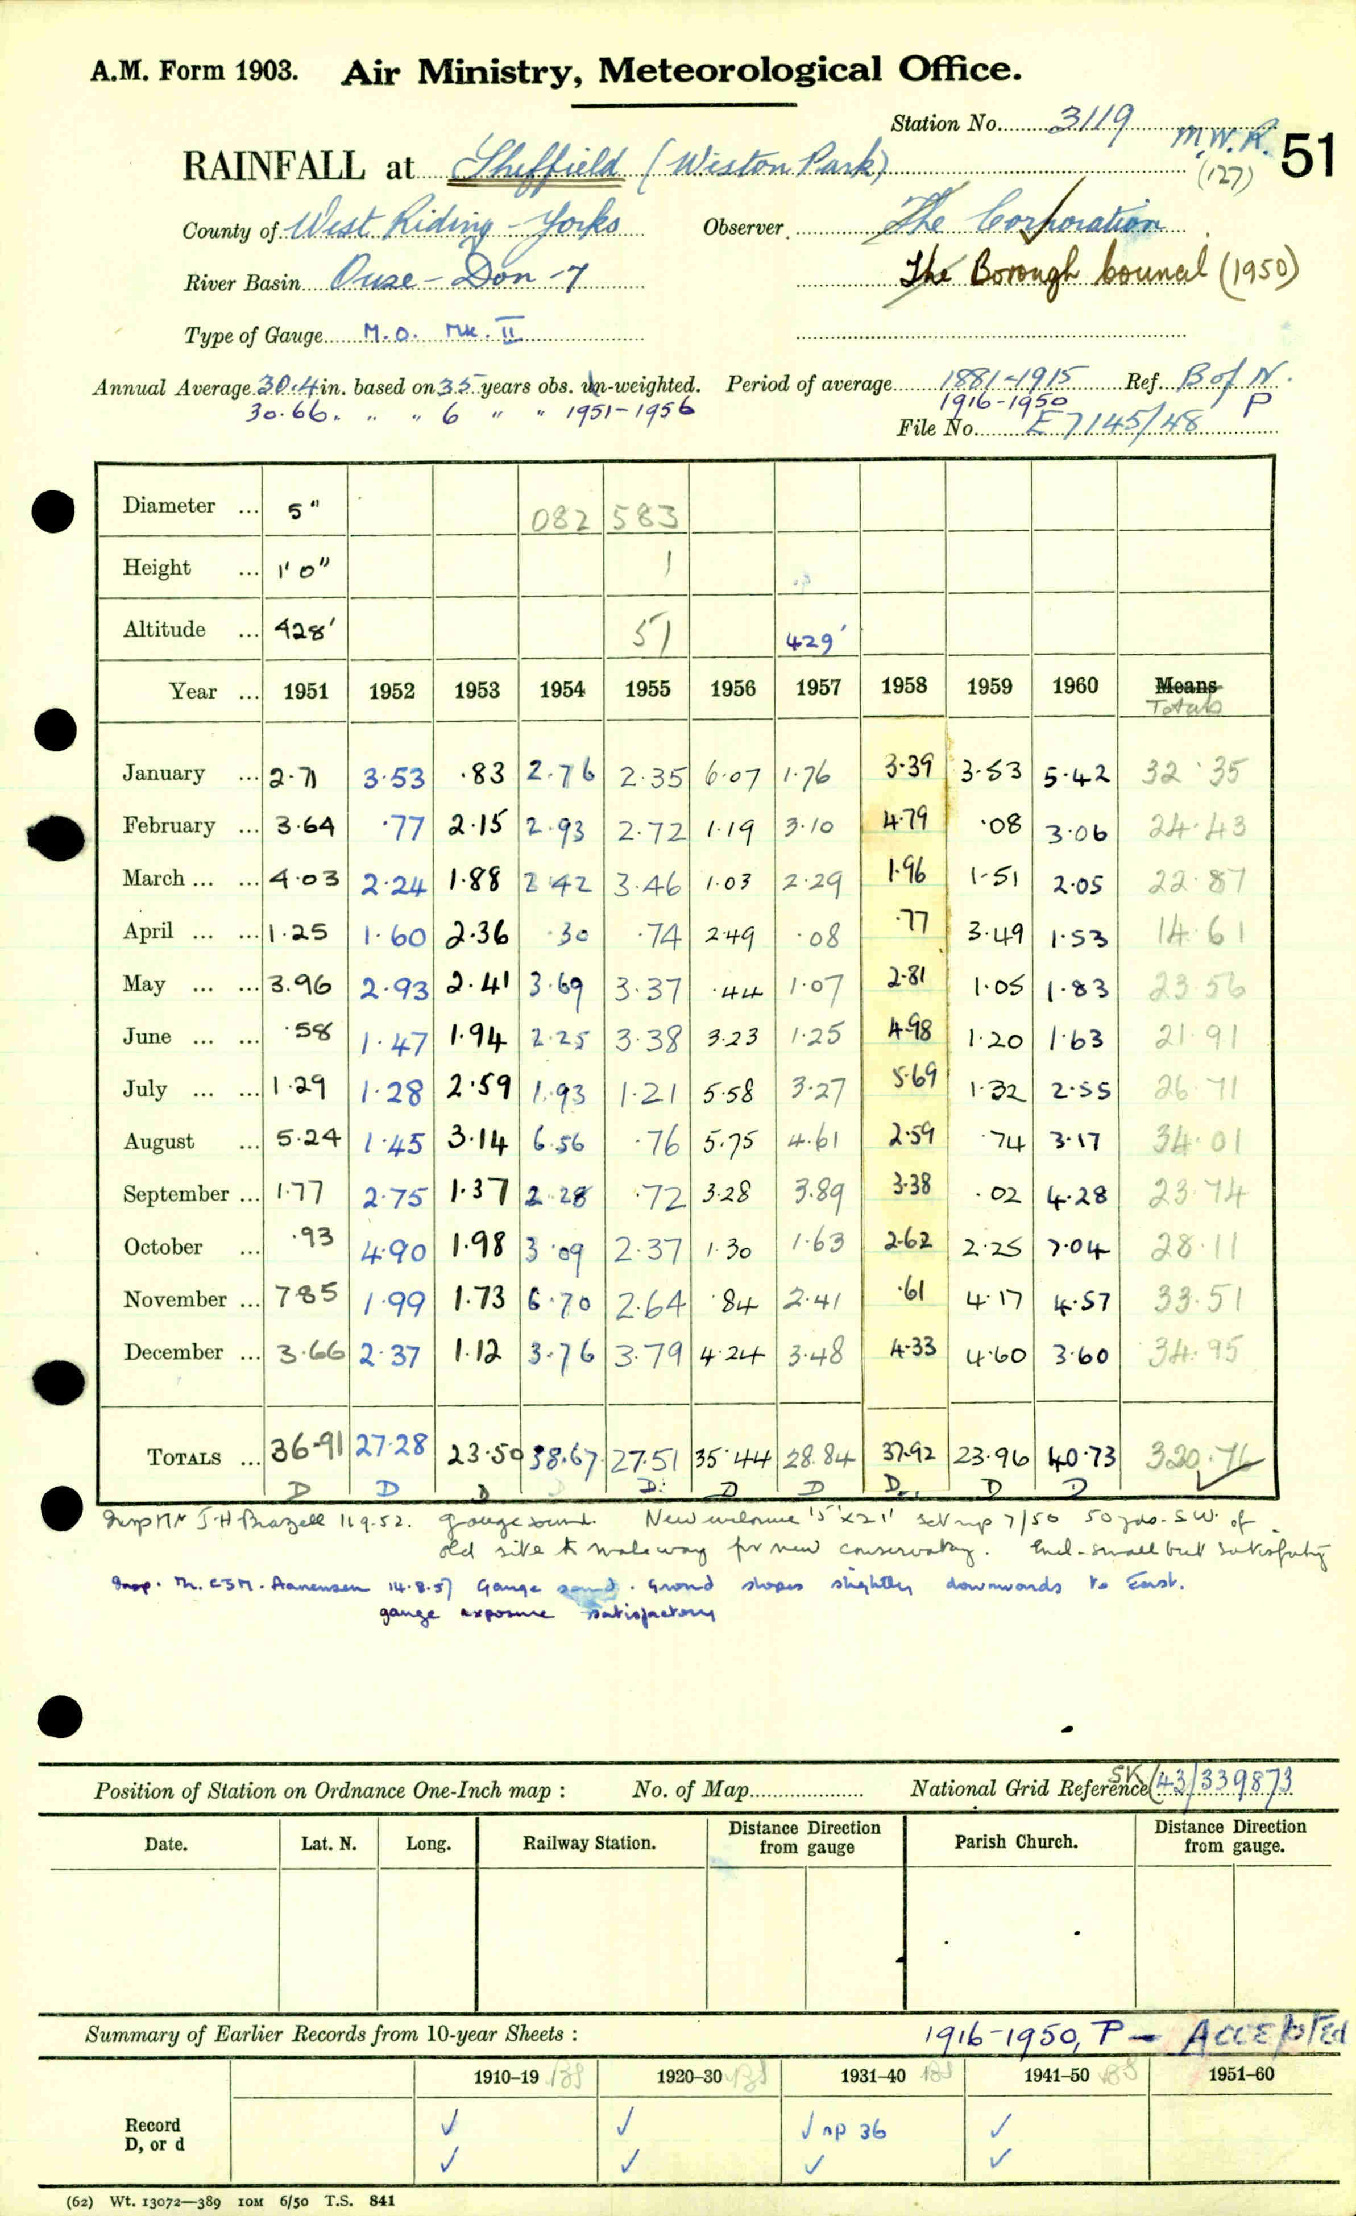 A.M. Form 1903. Air Ministry, Meteorological Office.
Station No. 3119 M.W.R. 51
RAINFALL at Sheffield (Weston Park) (127)
County of West Riding - Yorks Observer. The Corporation
River Basin Ouse - Don - 7 The Borough Council (1950)
Type of Gauge M.O. Mk. II
Annual Average 30.4 in. based on 35 years obs. un-weighted. Period of average 1881-1915 Ref. B of N.
30.66. " " " 6 " " 1951-1956 1916-1950 P
File No. E7145/48
Diameter ... 5" 082 583
Height ... 1' 0" 1
Altitude ... 428' 51 429'
Year ... 1951 1952 1953 1954 1955 1956 1957 1958 1959 1960 Means
Totals
January ... 2.71 3.53 .83 2.76 2.35 6.07 1.76 3.39 3.53 5.42 32.35
February ... 3.64 .77 2.15 2.93 2.72 1.19 3.10 4.79 .08 3.06 24.43
March ... ... 4.03 2.24 1.88 2.42 3.46 1.03 2.29 1.96 1.51 2.05 22.87
April ... ... 1.25 1.60 2.36 .30 .74 2.49 .08 .77 3.49 1.53 14.61
May ... ... 3.96 2.93 2.41 3.69 3.37 .44 1.07 2.81 1.05 1.83 23.56
June ... ... .58 1.47 1.94 2.25 3.38 3.23 1.25 4.98 1.20 1.63 21.91
July ... ... 1.29 1.28 2.59 1.93 1.21 5.58 3.27 5.69 1.32 2.55 26.71
August ... 5.24 1.45 3.14 6.56 .76 5.75 4.61 2.59 .74 3.17 34.01
September ... 1.77 2.75 1.37 2.28 .72 3.28 3.89 3.38 .02 4.28 23.74
October ... .93 4.90 1.98 3.09 2.37 1.30 1.63 2.62 2.25 7.04 28.11
November ... 7.85 1.99 1.73 6.70 2.64 .84 2.41 .61 4.17 4.57 33.51
December ... 3.66 2.37 1.12 3.76 3.79 4.24 3.48 4.33 4.60 3.60 34.95
TOTALS ... 36.91 27.28 23.50 38.67 27.51 35.44 28.84 37.92 23.96 40.73 320.76
D D D D D D D D D D
Insp Mr J.H Brazell 11.9.52. gauge sound. New enclosure 15'x21' set up 7/50 50 yds. S.W. of
old site to make way for new conservatory. Encl. small but satisfactory
Insp. Mr. Aanensen 14.8.57 Gauge sound. Ground slopes slightly downwards to East.
gauge exposure satisfactory
Position of Station on Ordnance One-Inch map : No. of Map National Grid Reference SK (43)/339873
Date. Lat. N. Long. Railway Station. Distance from gauge Direction Parish Church. Distance from gauge. Direction
Summary of Earlier Records from 10-year Sheets : 1916-1950, P - ACCEPTED
1910–19 1920–30 1931–40 1941–50 1951–60
Record ✓ ✓ ✓ np 36 ✓
D, or d ✓ ✓ ✓ ✓
(62) Wt. 13072—389 10M 6/50 T.S. 841